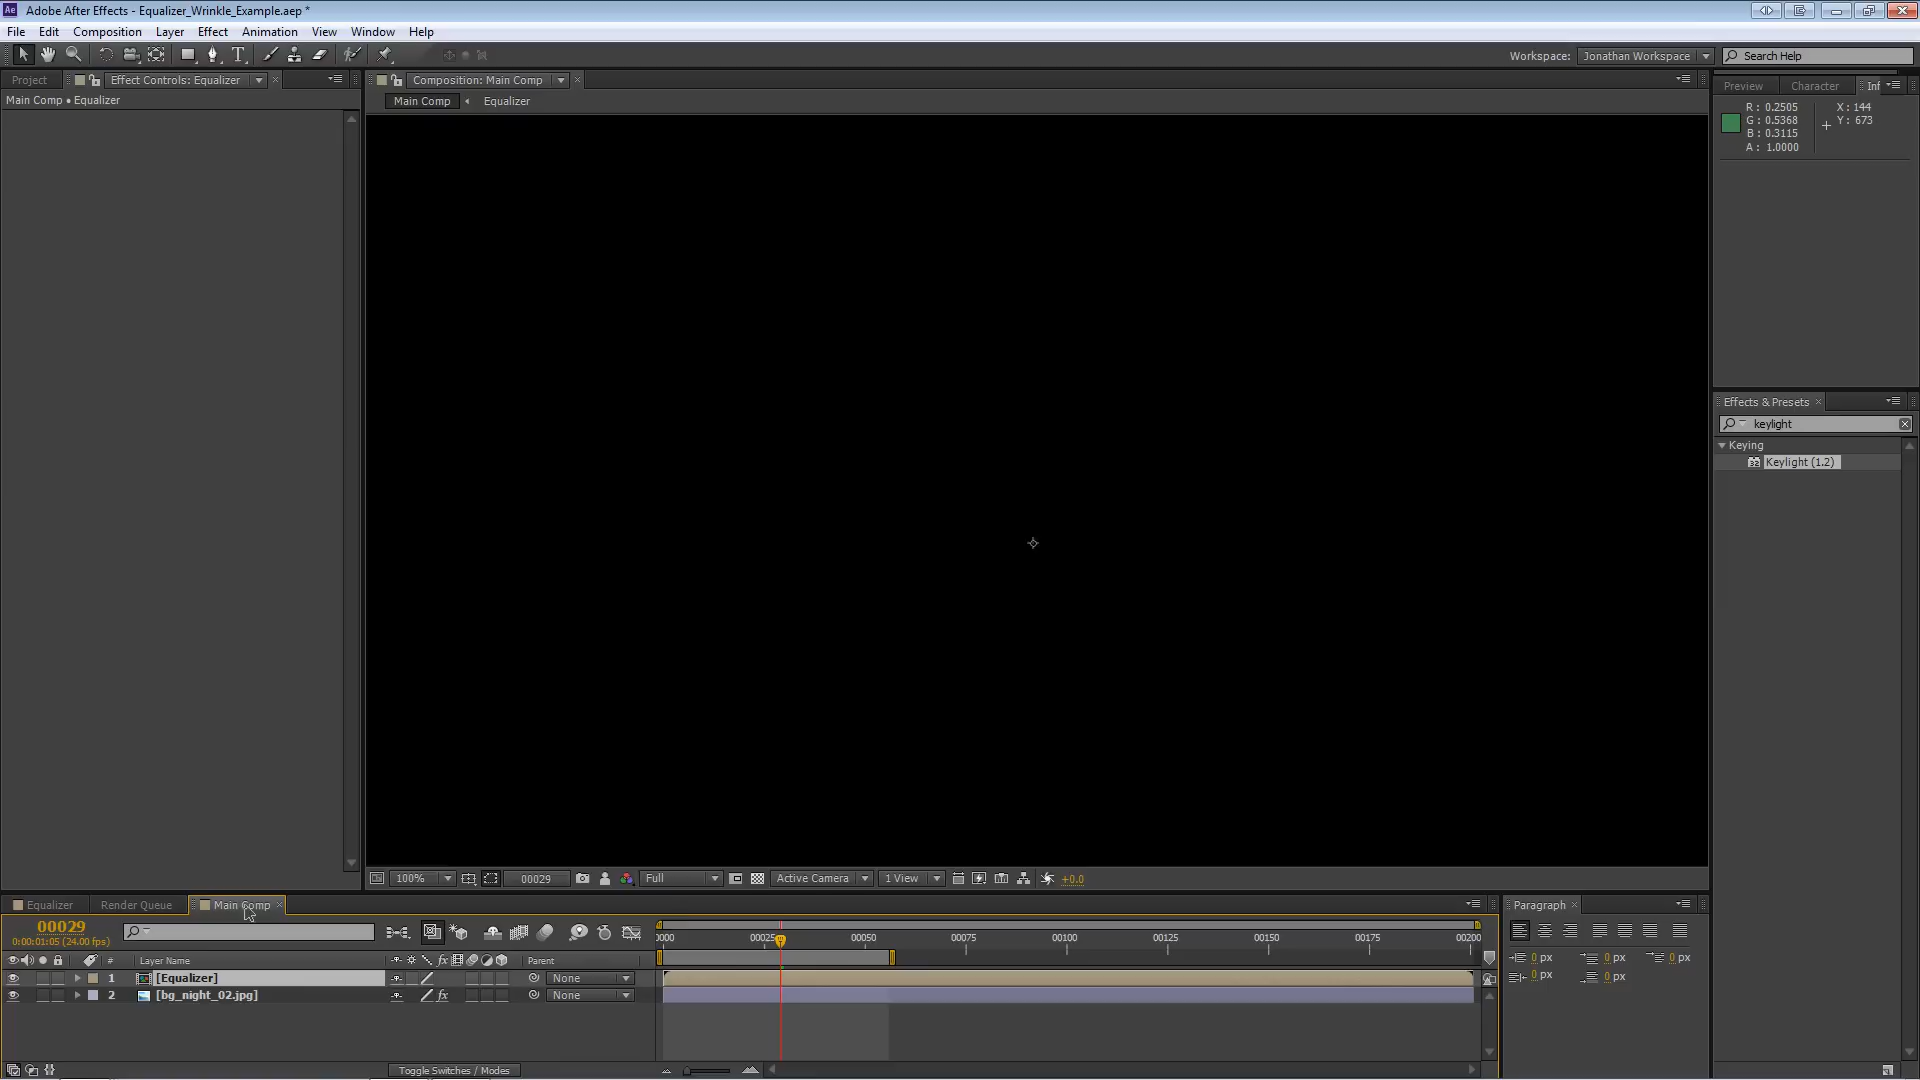 Adobe After Effects - Equalizer_Wrinkle_Example.aep *
File Edit Composition Layer Effect Animation View Window Help
Workspace: Jonathan Workspace Search Help
Project Effect Controls: Equalizer Composition: Main Comp
Main Comp • Equalizer
Main Comp Equalizer
Preview Character Inf
R: 0.2505 X: 144
G: 0.5368 Y: 673
B: 0.3115
A: 1.0000
Effects & Presets
keylight
Keying
Keylight (1.2)
100% 00029 Full Active Camera 1 View +0.0
Equalizer Render Queue Main Comp Paragraph
00029
0:00:01:05 (24.00 fps)
0000 00025 00050 00075 00100 00125 00150 00175 00200
# Layer Name Parent
1 [Equalizer] None
2 [bg_night_02.jpg] None
0 px 0 px 0 px
0 px 0 px
Toggle Switches / Modes